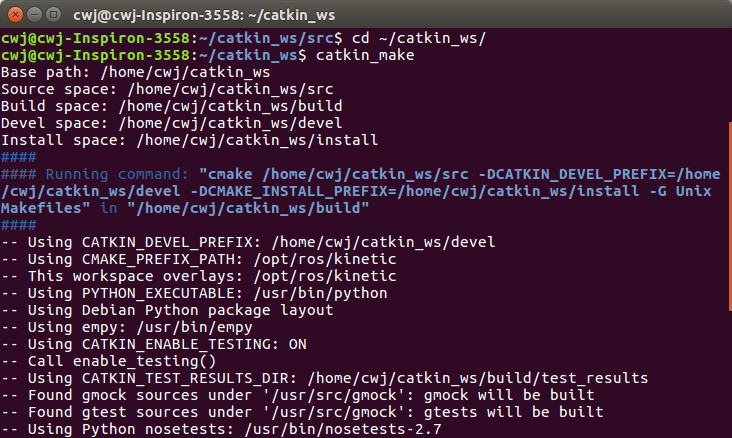 cwj@cwj-Inspiron-3558: ~/catkin_ws
cwj@cwj-Inspiron-3558:~/catkin_ws/src$ cd ~/catkin_ws/
cwj@cwj-Inspiron-3558:~/catkin_ws$ catkin_make
Base path: /home/cwj/catkin_ws
Source space: /home/cwj/catkin_ws/src
Build space: /home/cwj/catkin_ws/build
Devel space: /home/cwj/catkin_ws/devel
Install space: /home/cwj/catkin_ws/install
####
#### Running command: "cmake /home/cwj/catkin_ws/src -DCATKIN_DEVEL_PREFIX=/home
/cwj/catkin_ws/devel -DCMAKE_INSTALL_PREFIX=/home/cwj/catkin_ws/install -G Unix
Makefiles" in "/home/cwj/catkin_ws/build"
####
-- Using CATKIN_DEVEL_PREFIX: /home/cwj/catkin_ws/devel
-- Using CMAKE_PREFIX_PATH: /opt/ros/kinetic
-- This workspace overlays: /opt/ros/kinetic
-- Using PYTHON_EXECUTABLE: /usr/bin/python
-- Using Debian Python package layout
-- Using empy: /usr/bin/empy
-- Using CATKIN_ENABLE_TESTING: ON
-- Call enable_testing()
-- Using CATKIN_TEST_RESULTS_DIR: /home/cwj/catkin_ws/build/test_results
-- Found gmock sources under '/usr/src/gmock': gmock will be built
-- Found gtest sources under '/usr/src/gmock': gtests will be built
-- Using Python nosetests: /usr/bin/nosetests-2.7